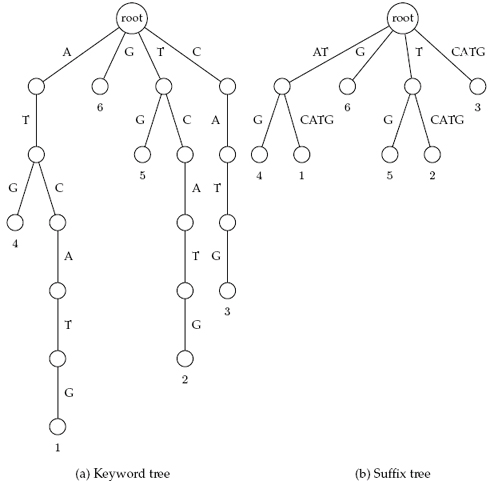 root root
A G T C AT G T CATG
6 6 3
T G C A G CATG G CATG
5 4 1 5 2
G C A T
4
A T G
3
T G
2
G
1
(a) Keyword tree (b) Suffix tree